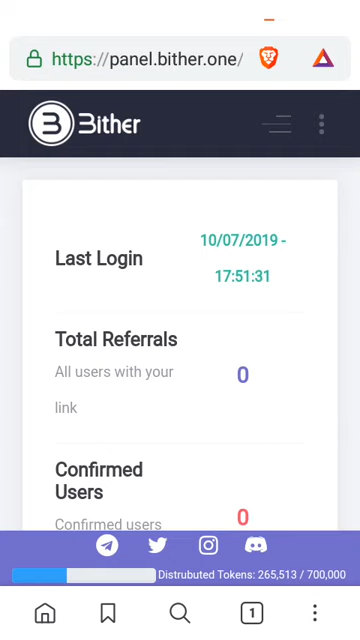 https://panel.bither.one/
Bither
Last Login
10/07/2019 -
17:51:31
Total Referrals
All users with your
link
0
Confirmed
Users
Confirmed users
0
Distrubuted Tokens: 265,513 / 700,000
1